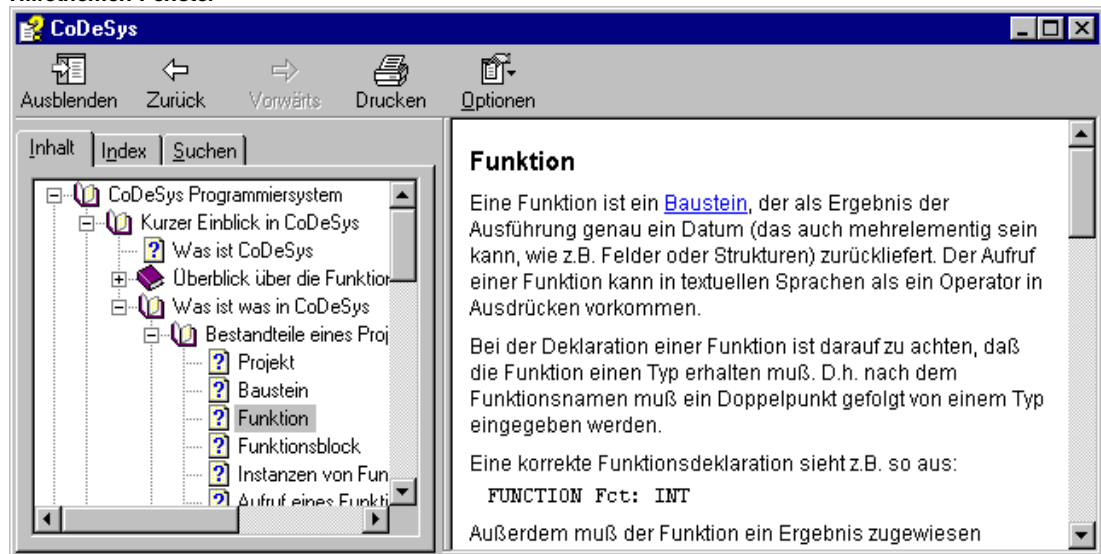 CoDeSys
Ausblenden Zurück Vorwärts Drucken Optionen
Inhalt Index Suchen
CoDeSys Programmiersystem
Kurzer Einblick in CoDeSys
Was ist CoDeSys
Überblick über die Funktion
Was ist was in CoDeSys
Bestandteile eines Proj
Projekt
Baustein
Funktion
Funktionsblock
Instanzen von Fun
Aufruf eines Funkti
Funktion
Eine Funktion ist ein Baustein, der als Ergebnis der
Ausführung genau ein Datum (das auch mehrelementig sein
kann, wie z.B. Felder oder Strukturen) zurückliefert. Der Aufruf
einer Funktion kann in textuellen Sprachen als ein Operator in
Ausdrücken vorkommen.
Bei der Deklaration einer Funktion ist darauf zu achten, daß
die Funktion einen Typ erhalten muß. D.h. nach dem
Funktionsnamen muß ein Doppelpunkt gefolgt von einem Typ
eingegeben werden.
Eine korrekte Funktionsdeklaration sieht z.B. so aus:
FUNCTION Fct: INT
Außerdem muß der Funktion ein Ergebnis zugewiesen